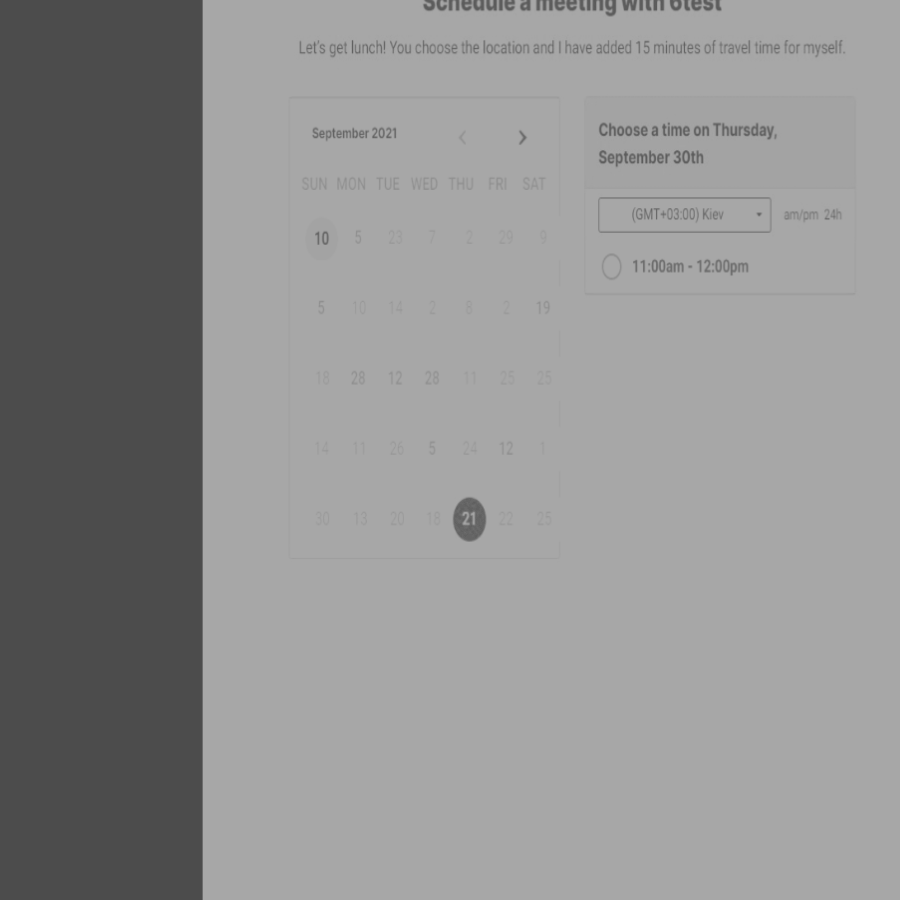 Schedule a meeting with 6test
Let's get lunch! You choose the location and I have added 15 minutes of travel time for myself.
September 2021
SUN MON TUE WED THU FRI SAT
10 5 23 7 2 29 9
5 10 14 2 8 2 19
18 28 12 28 11 25 25
14 11 26 5 24 12 1
30 13 20 18 21 22 25
Choose a time on Thursday,
September 30th
(GMT+03:00) Kiev am/pm 24h
11:00am - 12:00pm